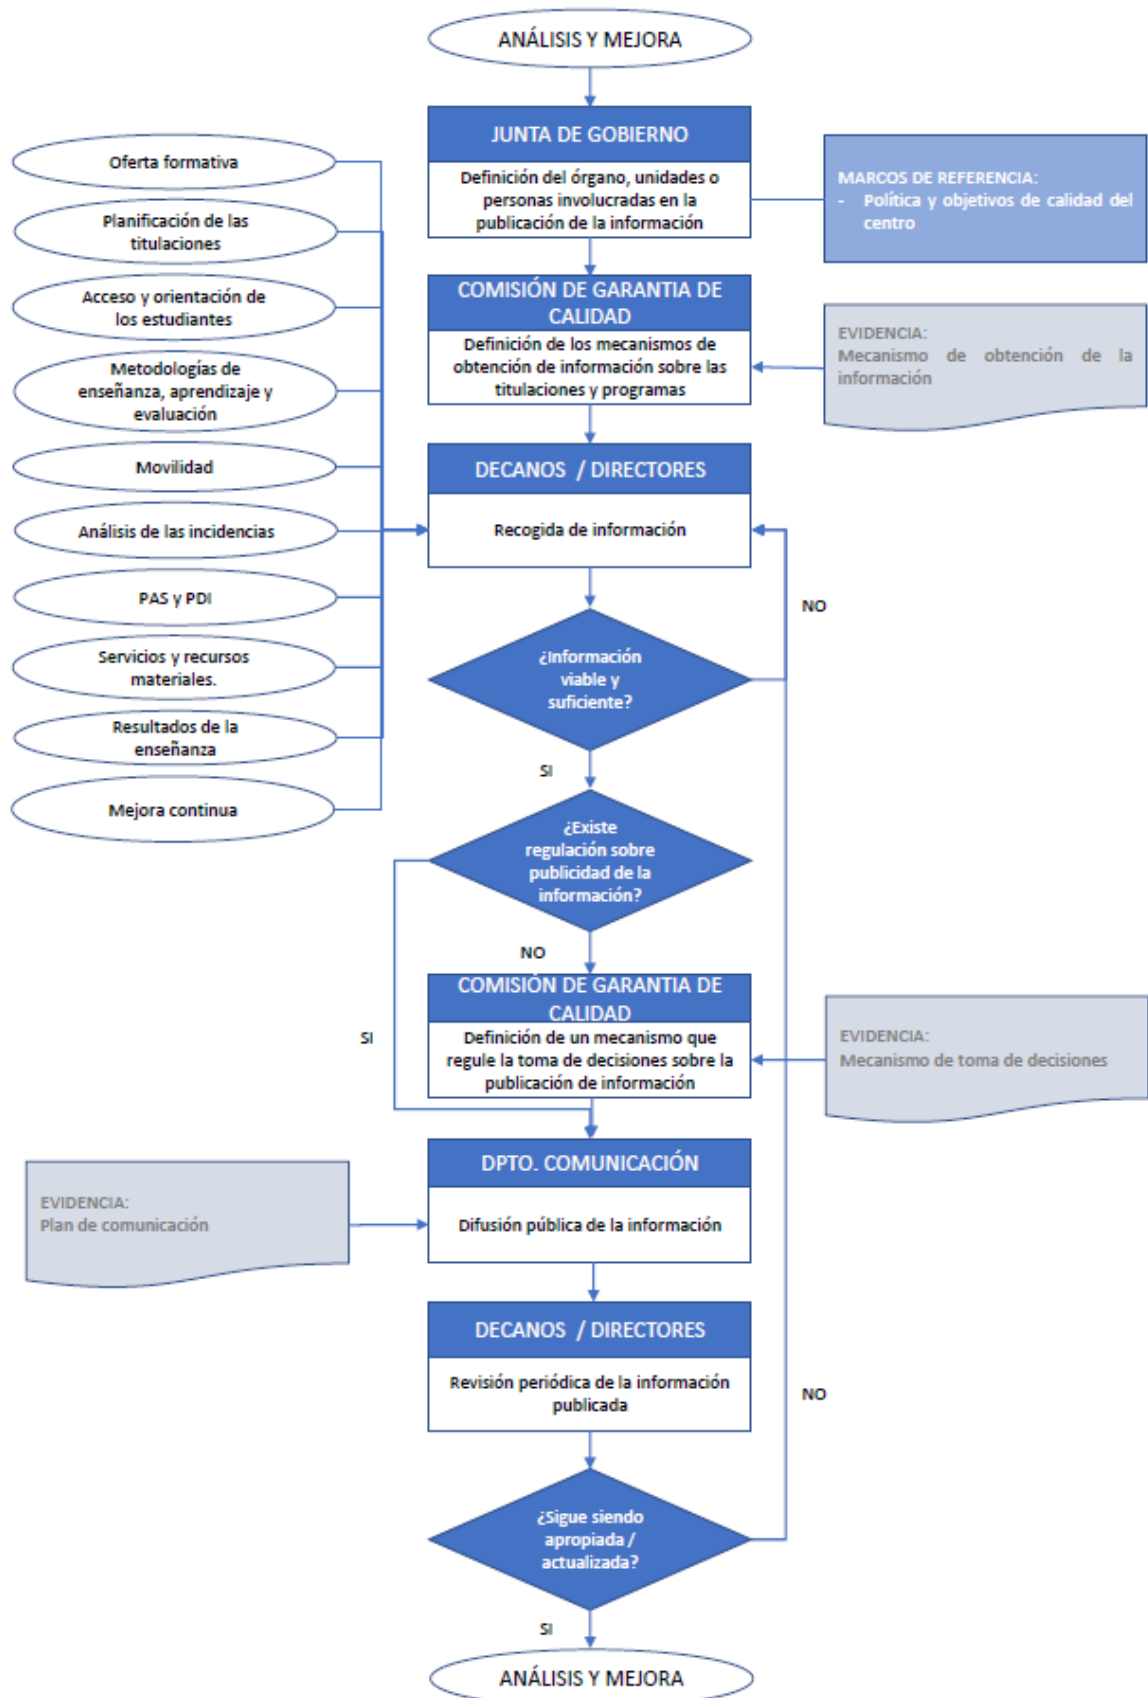 ANÁLISIS Y MEJORA
JUNTA DE GOBIERNO
Definición del órgano, unidades o
personas involucradas en la
publicación de la información
MARCOS DE REFERENCIA:
- Política y objetivos de calidad del
centro
Oferta formativa
Planificación de las
titulaciones
Acceso y orientación de
los estudiantes
Metodologías de
enseñanza, aprendizaje y
evaluación
Movilidad
Análisis de las incidencias
PAS y PDI
Servicios y recursos
materiales.
Resultados de la
enseñanza
Mejora continua
COMISIÓN DE GARANTIA DE
CALIDAD
Definición de los mecanismos de
obtención de información sobre las
titulaciones y programas
EVIDENCIA:
Mecanismo de obtención de la
información
DECANOS / DIRECTORES
Recogida de información
NO
¿Información
viable y
suficiente?
SI
¿Existe
regulación sobre
publicidad de la
información?
NO
SI
COMISIÓN DE GARANTIA DE
CALIDAD
Definición de un mecanismo que
regule la toma de decisiones sobre la
publicación de información
EVIDENCIA:
Mecanismo de toma de decisiones
DPTO. COMUNICACIÓN
Difusión pública de la información
EVIDENCIA:
Plan de comunicación
DECANOS / DIRECTORES
Revisión periódica de la información
publicada
NO
¿Sigue siendo
apropiada /
actualizada?
SI
ANÁLISIS Y MEJORA